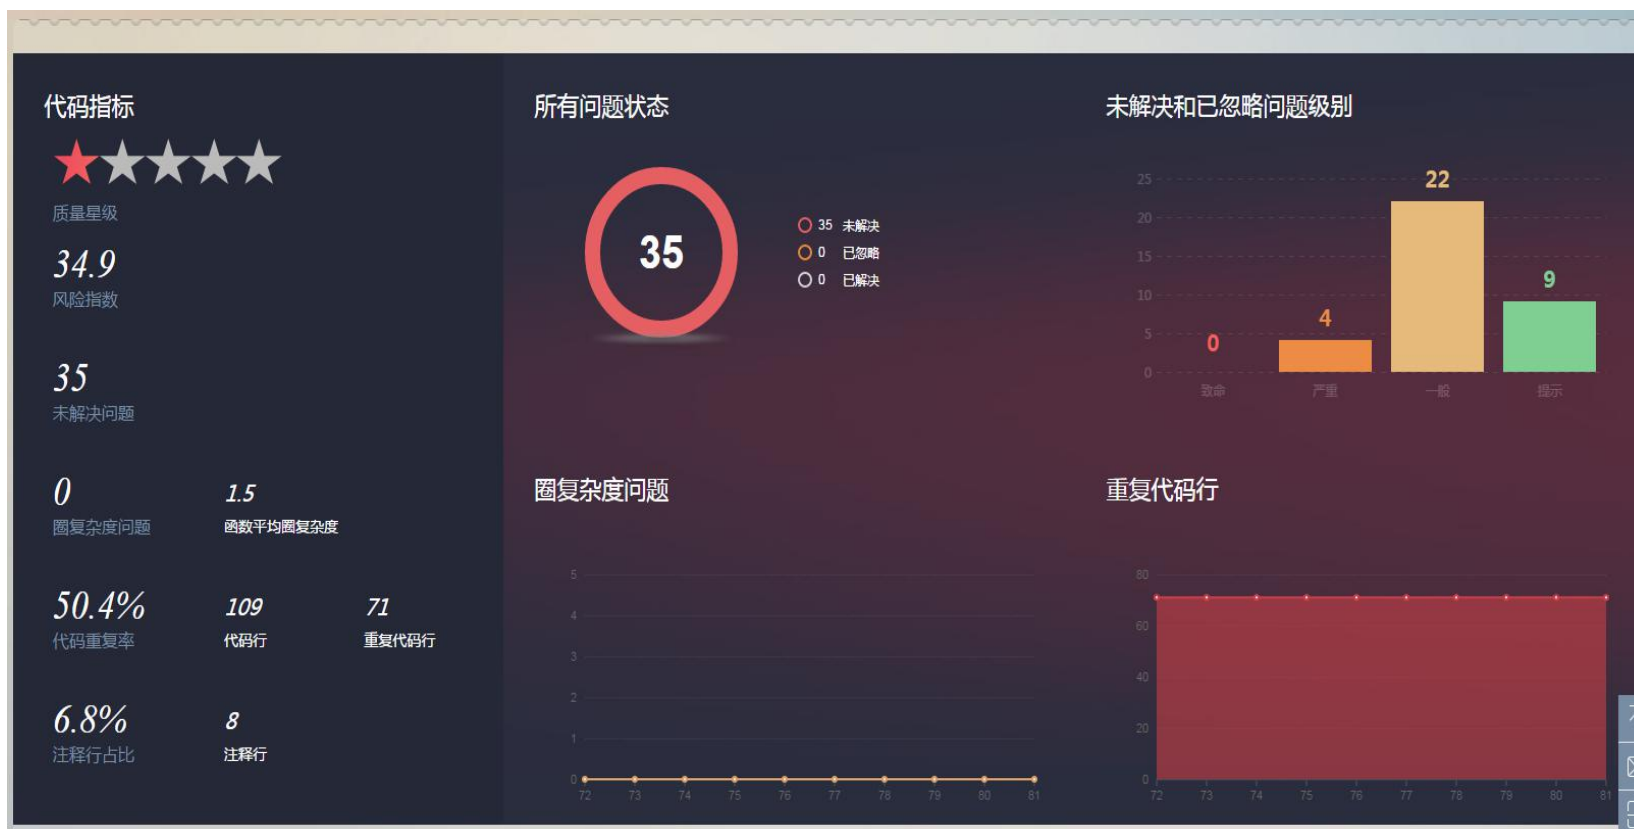 代码指标
质量星级
34.9
风险指数
35
未解决问题
0
圈复杂度问题
1.5
函数平均圈复杂度
50.4%
代码重复率
109
代码行
71
重复代码行
6.8%
注释行占比
8
注释行
所有问题状态
35
35 未解决
0 已忽略
0 已解决
未解决和已忽略问题级别
25
20
15
10
5
0
0
4
22
9
致命 严重 一般 提示
圈复杂度问题
5
4
3
2
1
0
72 73 74 75 76 77 78 79 80 81
重复代码行
80
60
40
20
0
72 73 74 75 76 77 78 79 80 81